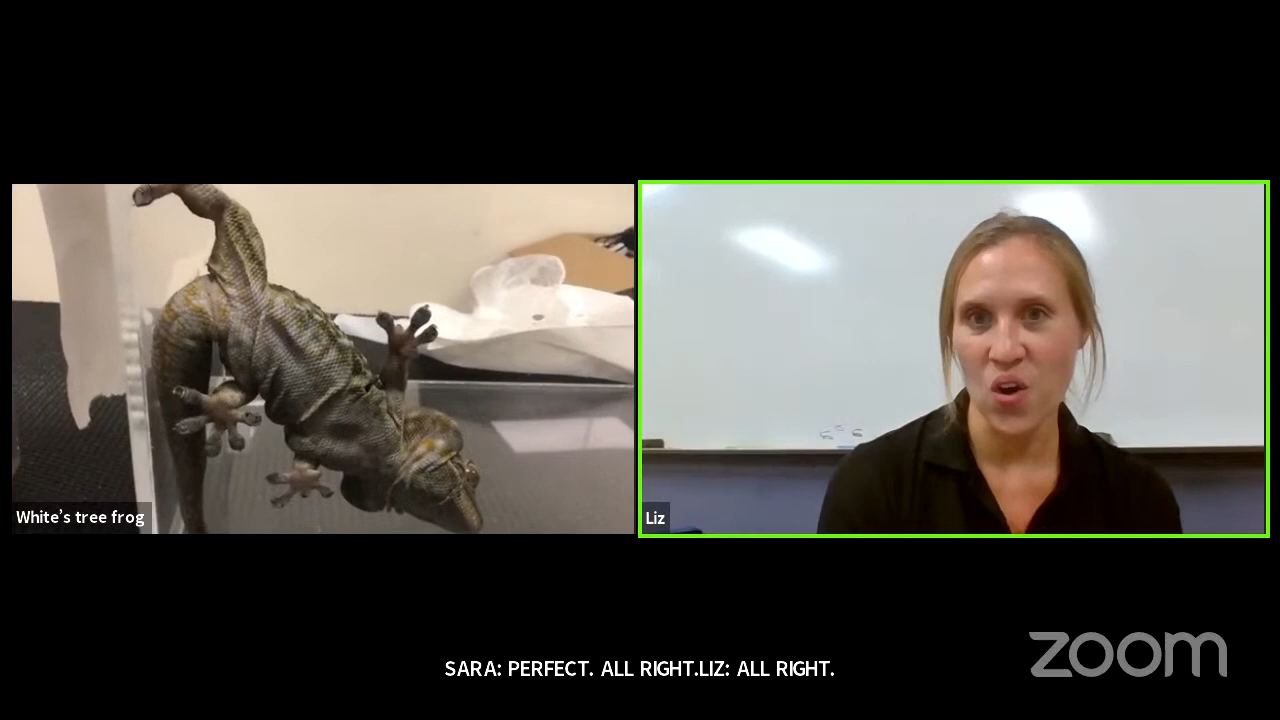 White's tree frog
Liz
SARA: PERFECT. ALL RIGHT.LIZ: ALL RIGHT.
zoom